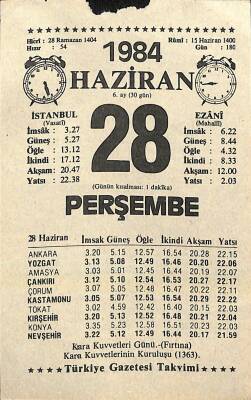 Hicrî : 28 Ramazan 1404
Hızır : 54
1984
Rûmî : 15 Haziran 1400
Gün : 180
HAZİRAN
6. ay (30 gün)
İSTANBUL
(Vasatî)
İmsâk : 3.27
Güneş : 5.27
Öğle : 13.12
İkindi : 17.12
Akşam : 20.47
Yatsı : 22.38
28
EZÂNÎ
(Mahallî)
İmsâk : 6.22
Güneş : 8.44
Öğle : 4.32
İkindi : 8.33
Akşam : 12.00
Yatsı : 2.03
(Günün kısalması: 1 dakika)
PERŞEMBE
28 Haziran İmsak Güneş Öğle İkindi Akşam Yatsı
ANKARA 3.20 5.15 12.57 16.54 20.28 22.15
YOZGAT 3.13 5.08 12.49 16.46 20.20 22.06
AMASYA 3.03 5.01 12.45 16.44 20.19 22.07
ÇANKIRI 3.12 5.10 12.54 16.53 20.27 22.17
ÇORUM 3.07 5.05 12.48 16.47 20.22 22.10
KASTAMONU 3.05 5.07 12.53 16.54 20.29 22.22
TOKAT 3.02 4.59 12.42 16.40 20.15 22.03
KIRŞEHİR 3.20 5.13 12.52 16.48 20.21 22.04
KONYA 3.35 5.23 12.58 16.51 20.23 22.03
NEVŞEHİR 3.22 5.12 12.49 16.44 20.17 21.59
Kara Kuvvetleri Günü.-(Fırtına)
Kara Kuvvetlerinin Kuruluşu (1363).
Türkiye Gazetesi Takvimi